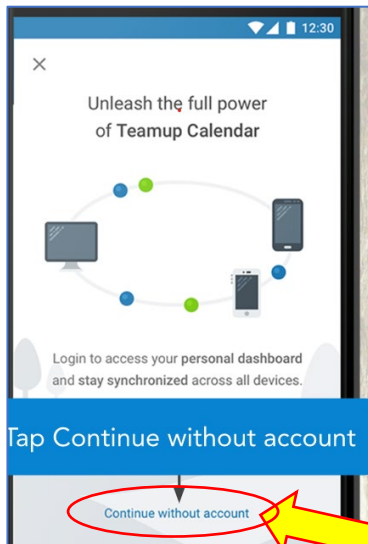 12:30
Unleash the full power
of Teamup Calendar
Login to access your personal dashboard
and stay synchronized across all devices.
Tap Continue without account
Continue without account